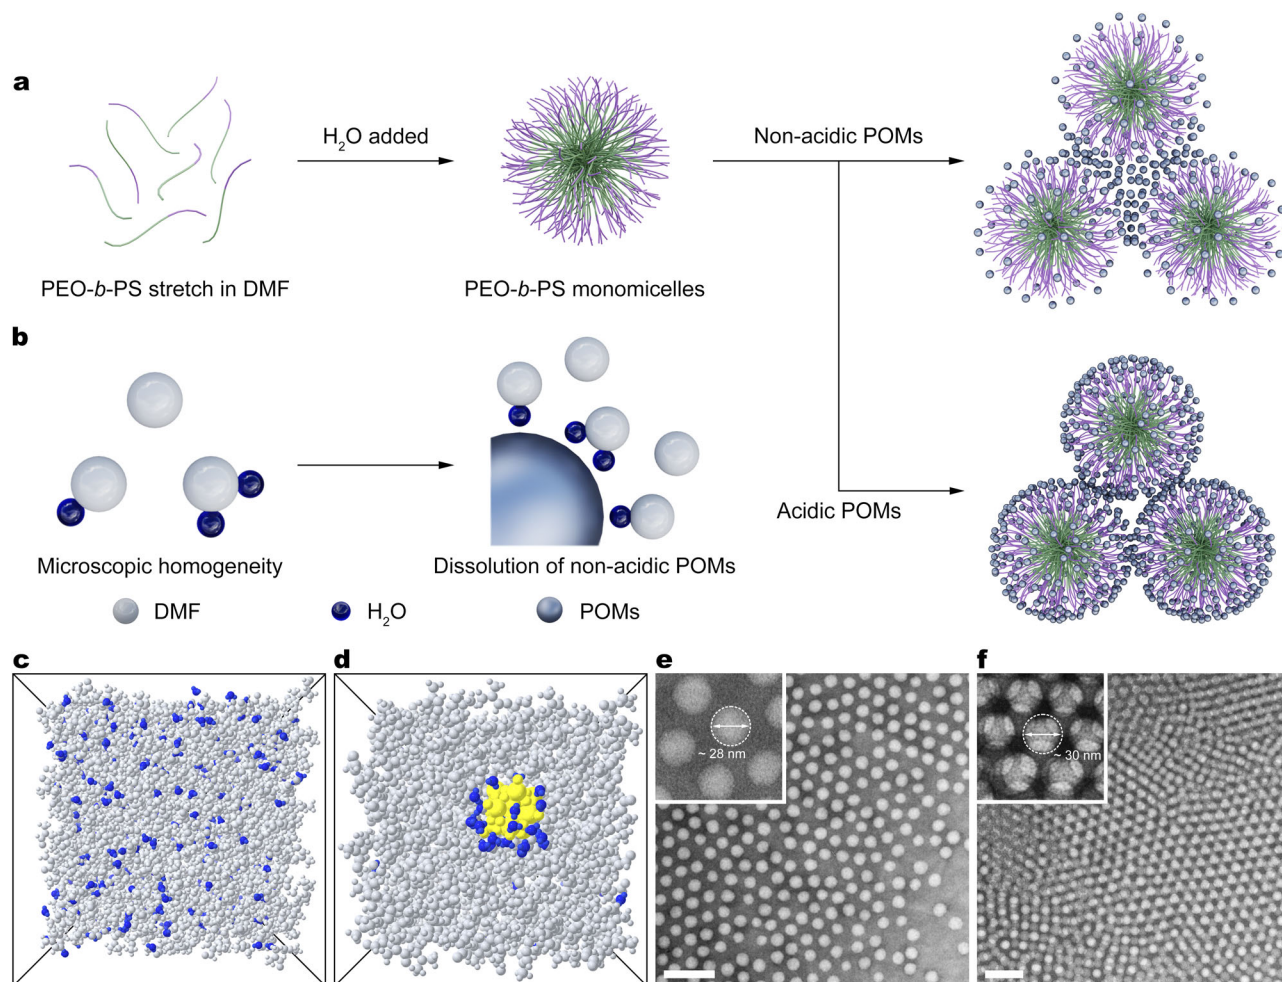 a
H₂O added
Non-acidic POMs
PEO-b-PS stretch in DMF
PEO-b-PS monomicelles
b
Acidic POMs
Microscopic homogeneity
Dissolution of non-acidic POMs
DMF
H₂O
POMs
c
d
e
f
~ 28 nm
~ 30 nm